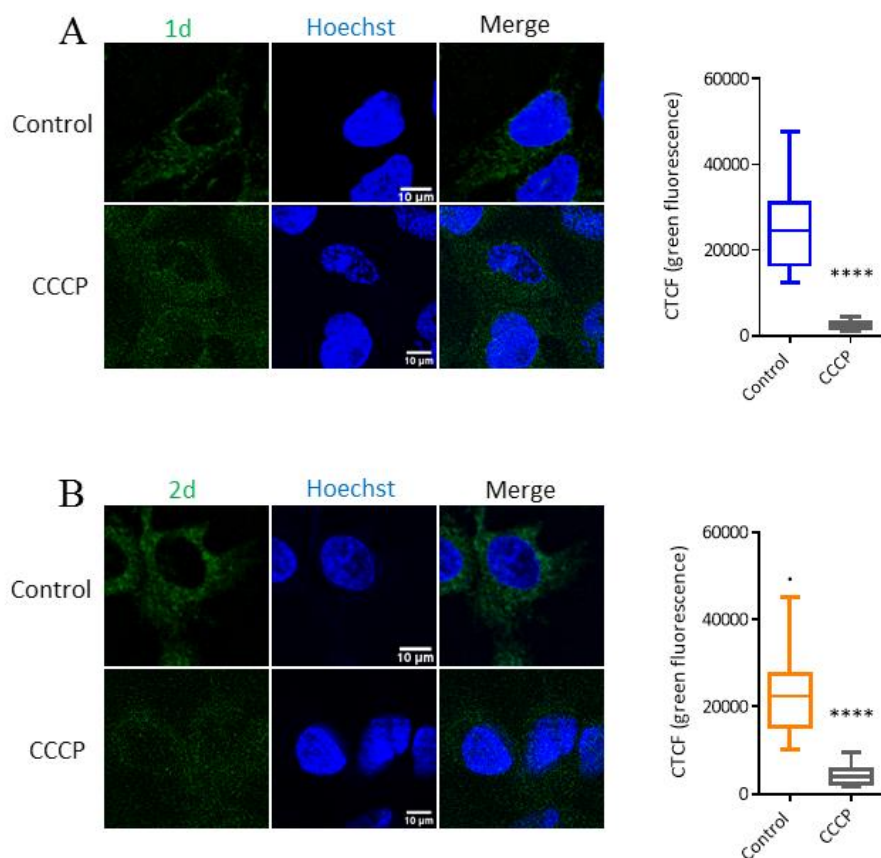 A
1d Hoechst Merge
Control
10 µm
CCCP
10 µm
CTCF (green fluorescence)
60000
40000
20000
0
****
Control
CCCP
B
2d Hoechst Merge
Control
10 µm
CCCP
10 µm
CTCF (green fluorescence)
60000
40000
20000
0
****
Control
CCCP